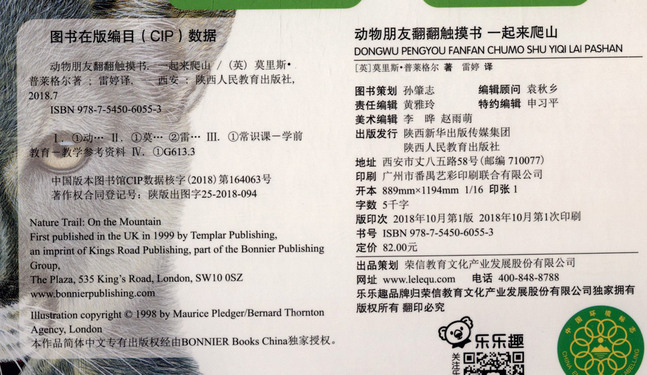 图书在版编目(CIP)数据
动物朋友翻翻触摸书. 一起来爬山 / (英) 莫里斯·
普莱格尔著 ; 雷婷译. 西安 : 陕西人民教育出版社,
2018.7
ISBN 978-7-5450-6055-3
Ⅰ. ①动… Ⅱ. ①莫… ②雷… Ⅲ. ①常识课-学前
教育-教学参考资料 Ⅳ. ①G613.3
中国版本图书馆CIP数据核字(2018)第164063号
著作权合同登记号: 陕版出图字25-2018-094
Nature Trail: On the Mountain
First published in the UK in 1999 by Templar Publishing,
an imprint of Kings Road Publishing, part of the Bonnier Publishing
Group,
The Plaza, 535 King's Road, London, SW10 0SZ
www.bonnierpublishing.com
Illustration copyright © 1998 by Maurice Pledger/Bernard Thornton
Agency, London
本作品简体中文专有出版权经由BONNIER Books China独家授权。
动物朋友翻翻触摸书 一起来爬山
DONGWU PENGYOU FANFAN CHUMO SHU YIQI LAI PASHAN
[英]莫里斯·普莱格尔 著 雷婷 译
图书策划 孙肇志 编辑顾问 袁秋乡
责任编辑 黄雅玲 特约编辑 申习平
美术编辑 李 晔 赵雨萌
出版发行 陕西新华出版传媒集团
陕西人民教育出版社
地址 西安市丈八五路58号(邮编 710077)
印刷 广州市番禺艺彩印刷联合有限公司
开本 889mm×1194mm 1/16 印张 1
字数 5千字
版印次 2018年10月第1版 2018年10月第1次印刷
书号 ISBN 978-7-5450-6055-3
定价 82.00元
出品策划 荣信教育文化产业发展股份有限公司
网址 www.lelequ.com 电话 400-848-8788
乐乐趣品牌归荣信教育文化产业发展股份有限公司独家拥有
版权所有 翻印必究
乐乐趣
关注
中国环境标志